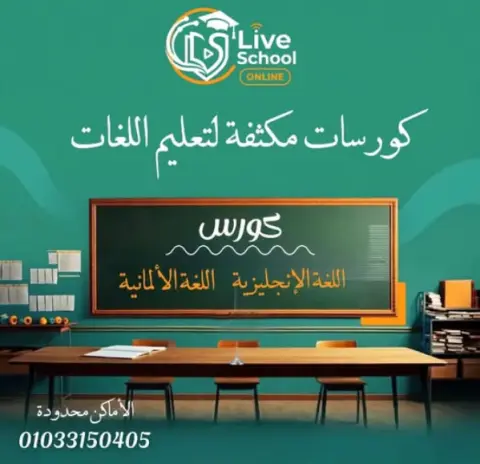 Live
School
ONLINE
كورسات مكثفة لتعليم اللغات
كورس
اللغة الإنجليزية اللغة الألمانية
الأماكن محدودة
01033150405